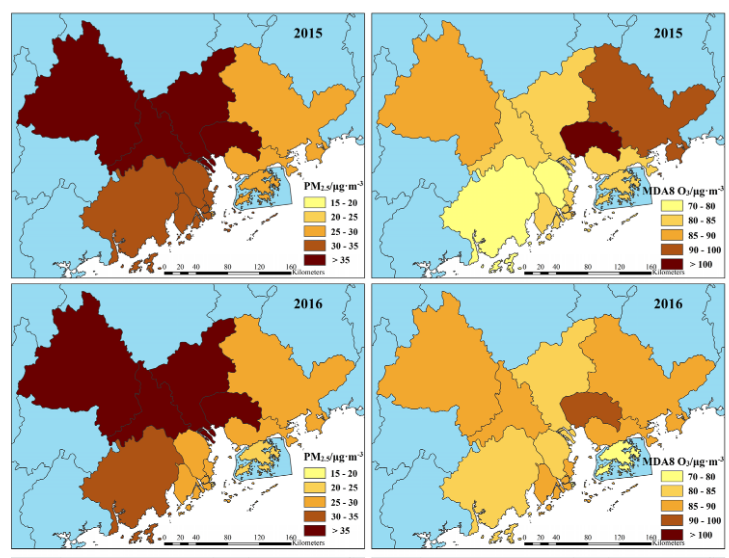 2015
PM2.5/μg·m-3
15 - 20
20 - 25
25 - 30
30 - 35
> 35
0 20 40 80 120 160
Kilometers
2015
MDA8 O3/μg·m-3
70 - 80
80 - 85
85 - 90
90 - 100
> 100
0 20 40 80 120 160
Kilometers
2016
PM2.5/μg·m-3
15 - 20
20 - 25
25 - 30
30 - 35
> 35
0 20 40 80 120 160
Kilometers
2016
MDA8 O3/μg·m-3
70 - 80
80 - 85
85 - 90
90 - 100
> 100
0 20 40 80 120 160
Kilometers